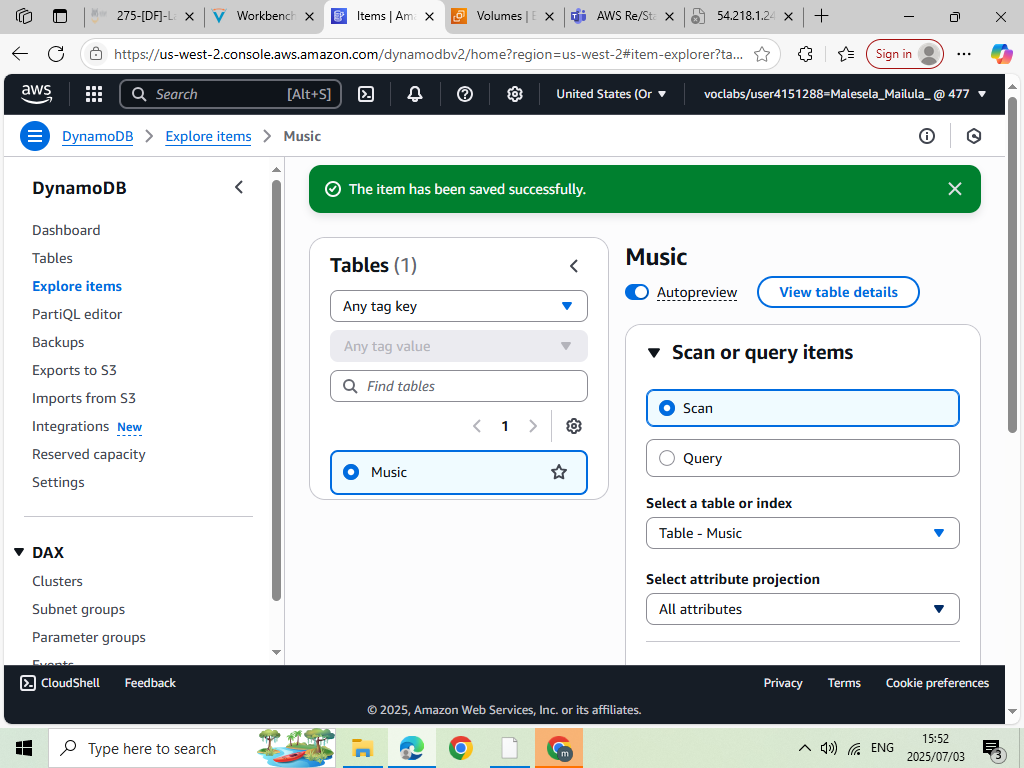 275-[DF]-L
Workbench
Items | Am
Volumes | E
AWS Re/Sta
54.218.1.24
https://us-west-2.console.aws.amazon.com/dynamodbv2/home?region=us-west-2#item-explorer?ta...
Sign in
aws
Search
[Alt+S]
United States (Or
voclabs/user4151288=Malesela_Mailula_ @ 477
DynamoDB
Explore items
Music
DynamoDB
Dashboard
Tables
Explore items
PartiQL editor
Backups
Exports to S3
Imports from S3
Integrations New
Reserved capacity
Settings
DAX
Clusters
Subnet groups
Parameter groups
Events
The item has been saved successfully.
Tables (1)
Any tag key
Any tag value
Find tables
1
Music
Music
Autopreview
View table details
Scan or query items
Scan
Query
Select a table or index
Table - Music
Select attribute projection
All attributes
CloudShell
Feedback
Privacy
Terms
Cookie preferences
© 2025, Amazon Web Services, Inc. or its affiliates.
Type here to search
m
ENG
15:52
2025/07/03
3